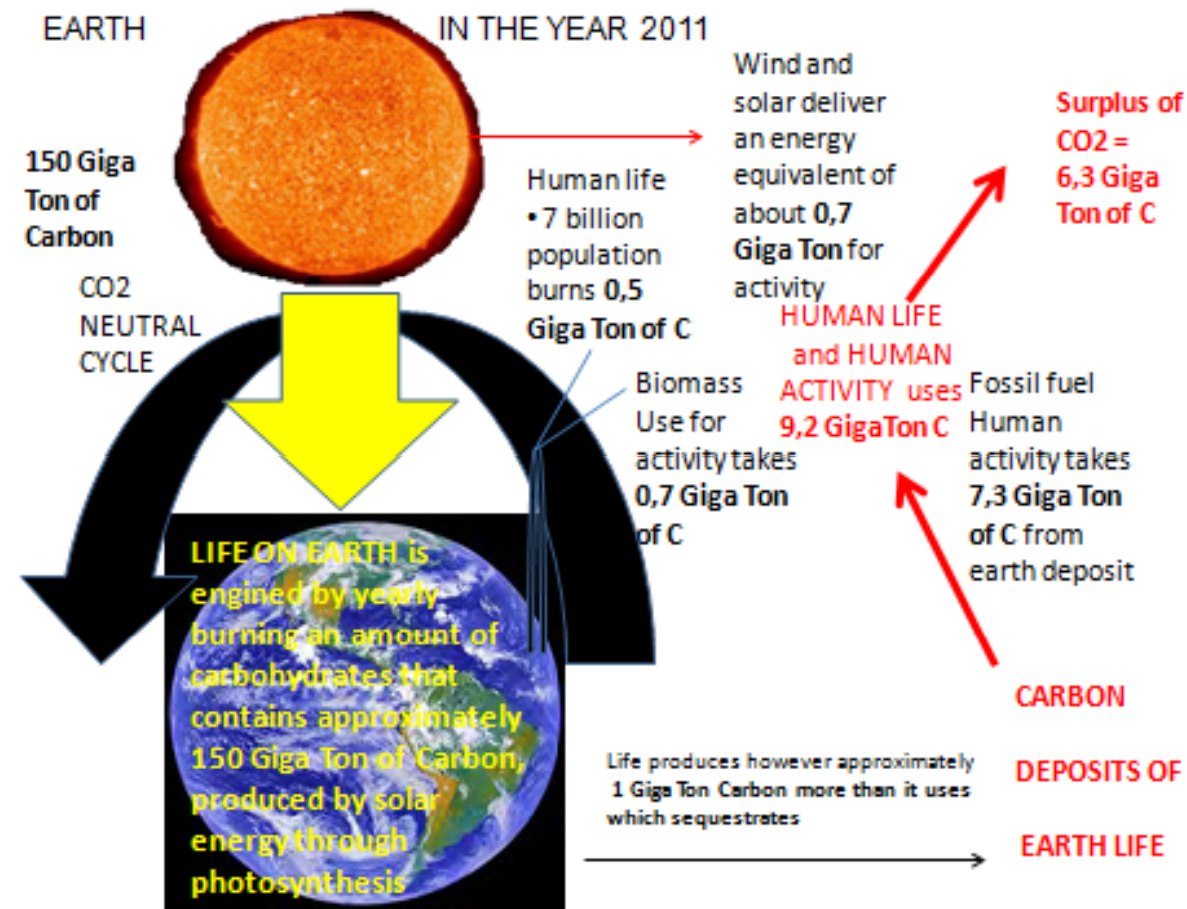 EARTH
IN THE YEAR 2011
150 Giga
Ton of
Carbon
CO2
NEUTRAL
CYCLE
Human life
• 7 billion
population
burns 0,5
Giga Ton of C
Wind and
solar deliver
an energy
equivalent of
about 0,7
Giga Ton for
activity
Surplus of
CO2 =
6,3 Giga
Ton of C
HUMAN LIFE
and HUMAN
ACTIVITY uses
9,2 GigaTon C
Biomass
Use for
activity takes
0,7 Giga Ton
of C
Fossil fuel
Human
activity takes
7,3 Giga Ton
of C from
earth deposit
LIFE ON EARTH is
engined by yearly
burning an amount of
carbohydrates that
contains approximately
150 Giga Ton of Carbon,
produced by solar
energy through
photosynthesis
Life produces however approximately
1 Giga Ton Carbon more than it uses
which sequestrates
CARBON
DEPOSITS OF
EARTH LIFE